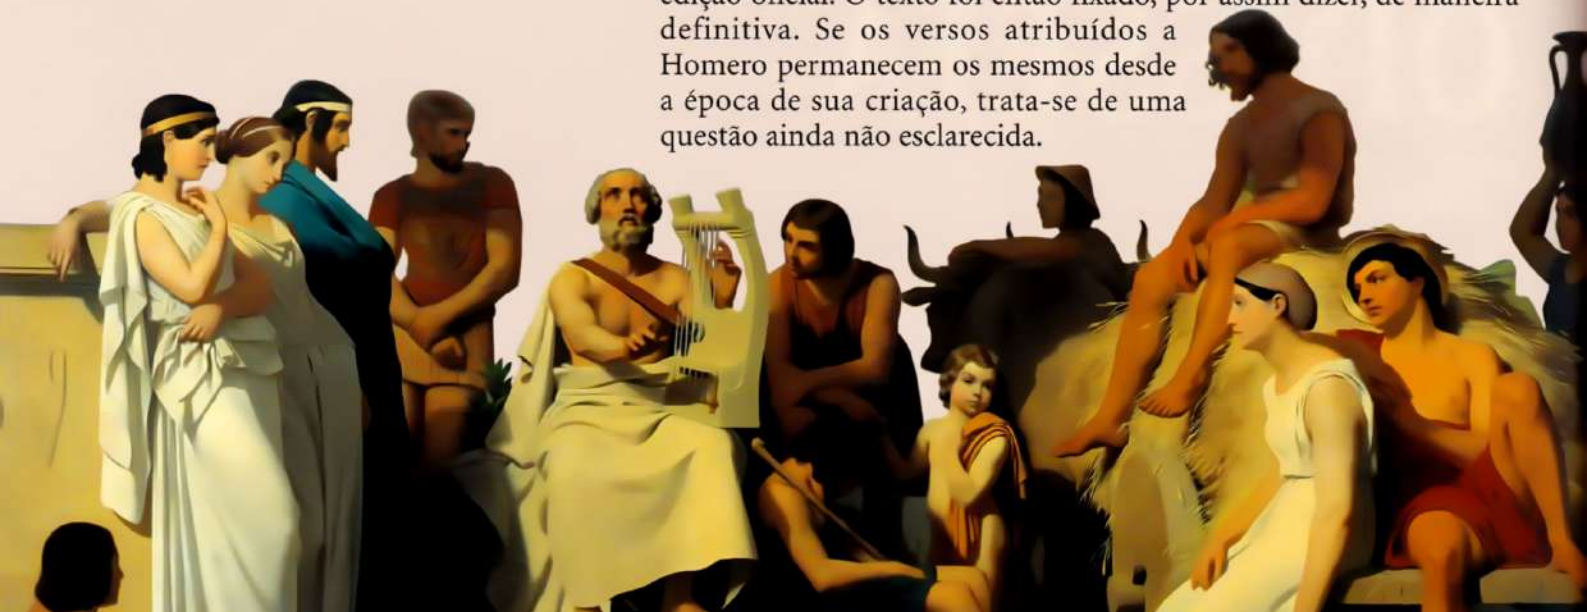 edição oficial. O texto foi então fixado, por assim dizer, de maneira
definitiva. Se os versos atribuídos a
Homero permanecem os mesmos desde
a época de sua criação, trata-se de uma
questão ainda não esclarecida.